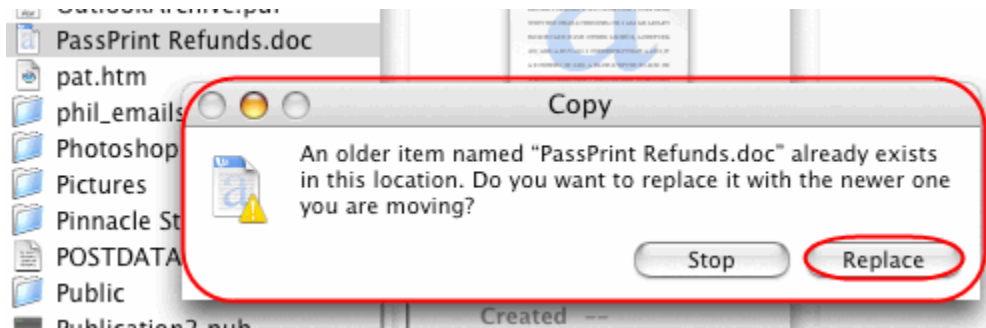 PassPrint Refunds.doc
pat.htm
phil_emails
Photoshop
Pictures
Pinnacle St
POSTDATA
Public
Publication2.pub
Copy
An older item named “PassPrint Refunds.doc” already exists
in this location. Do you want to replace it with the newer one
you are moving?
Stop
Replace
Created --